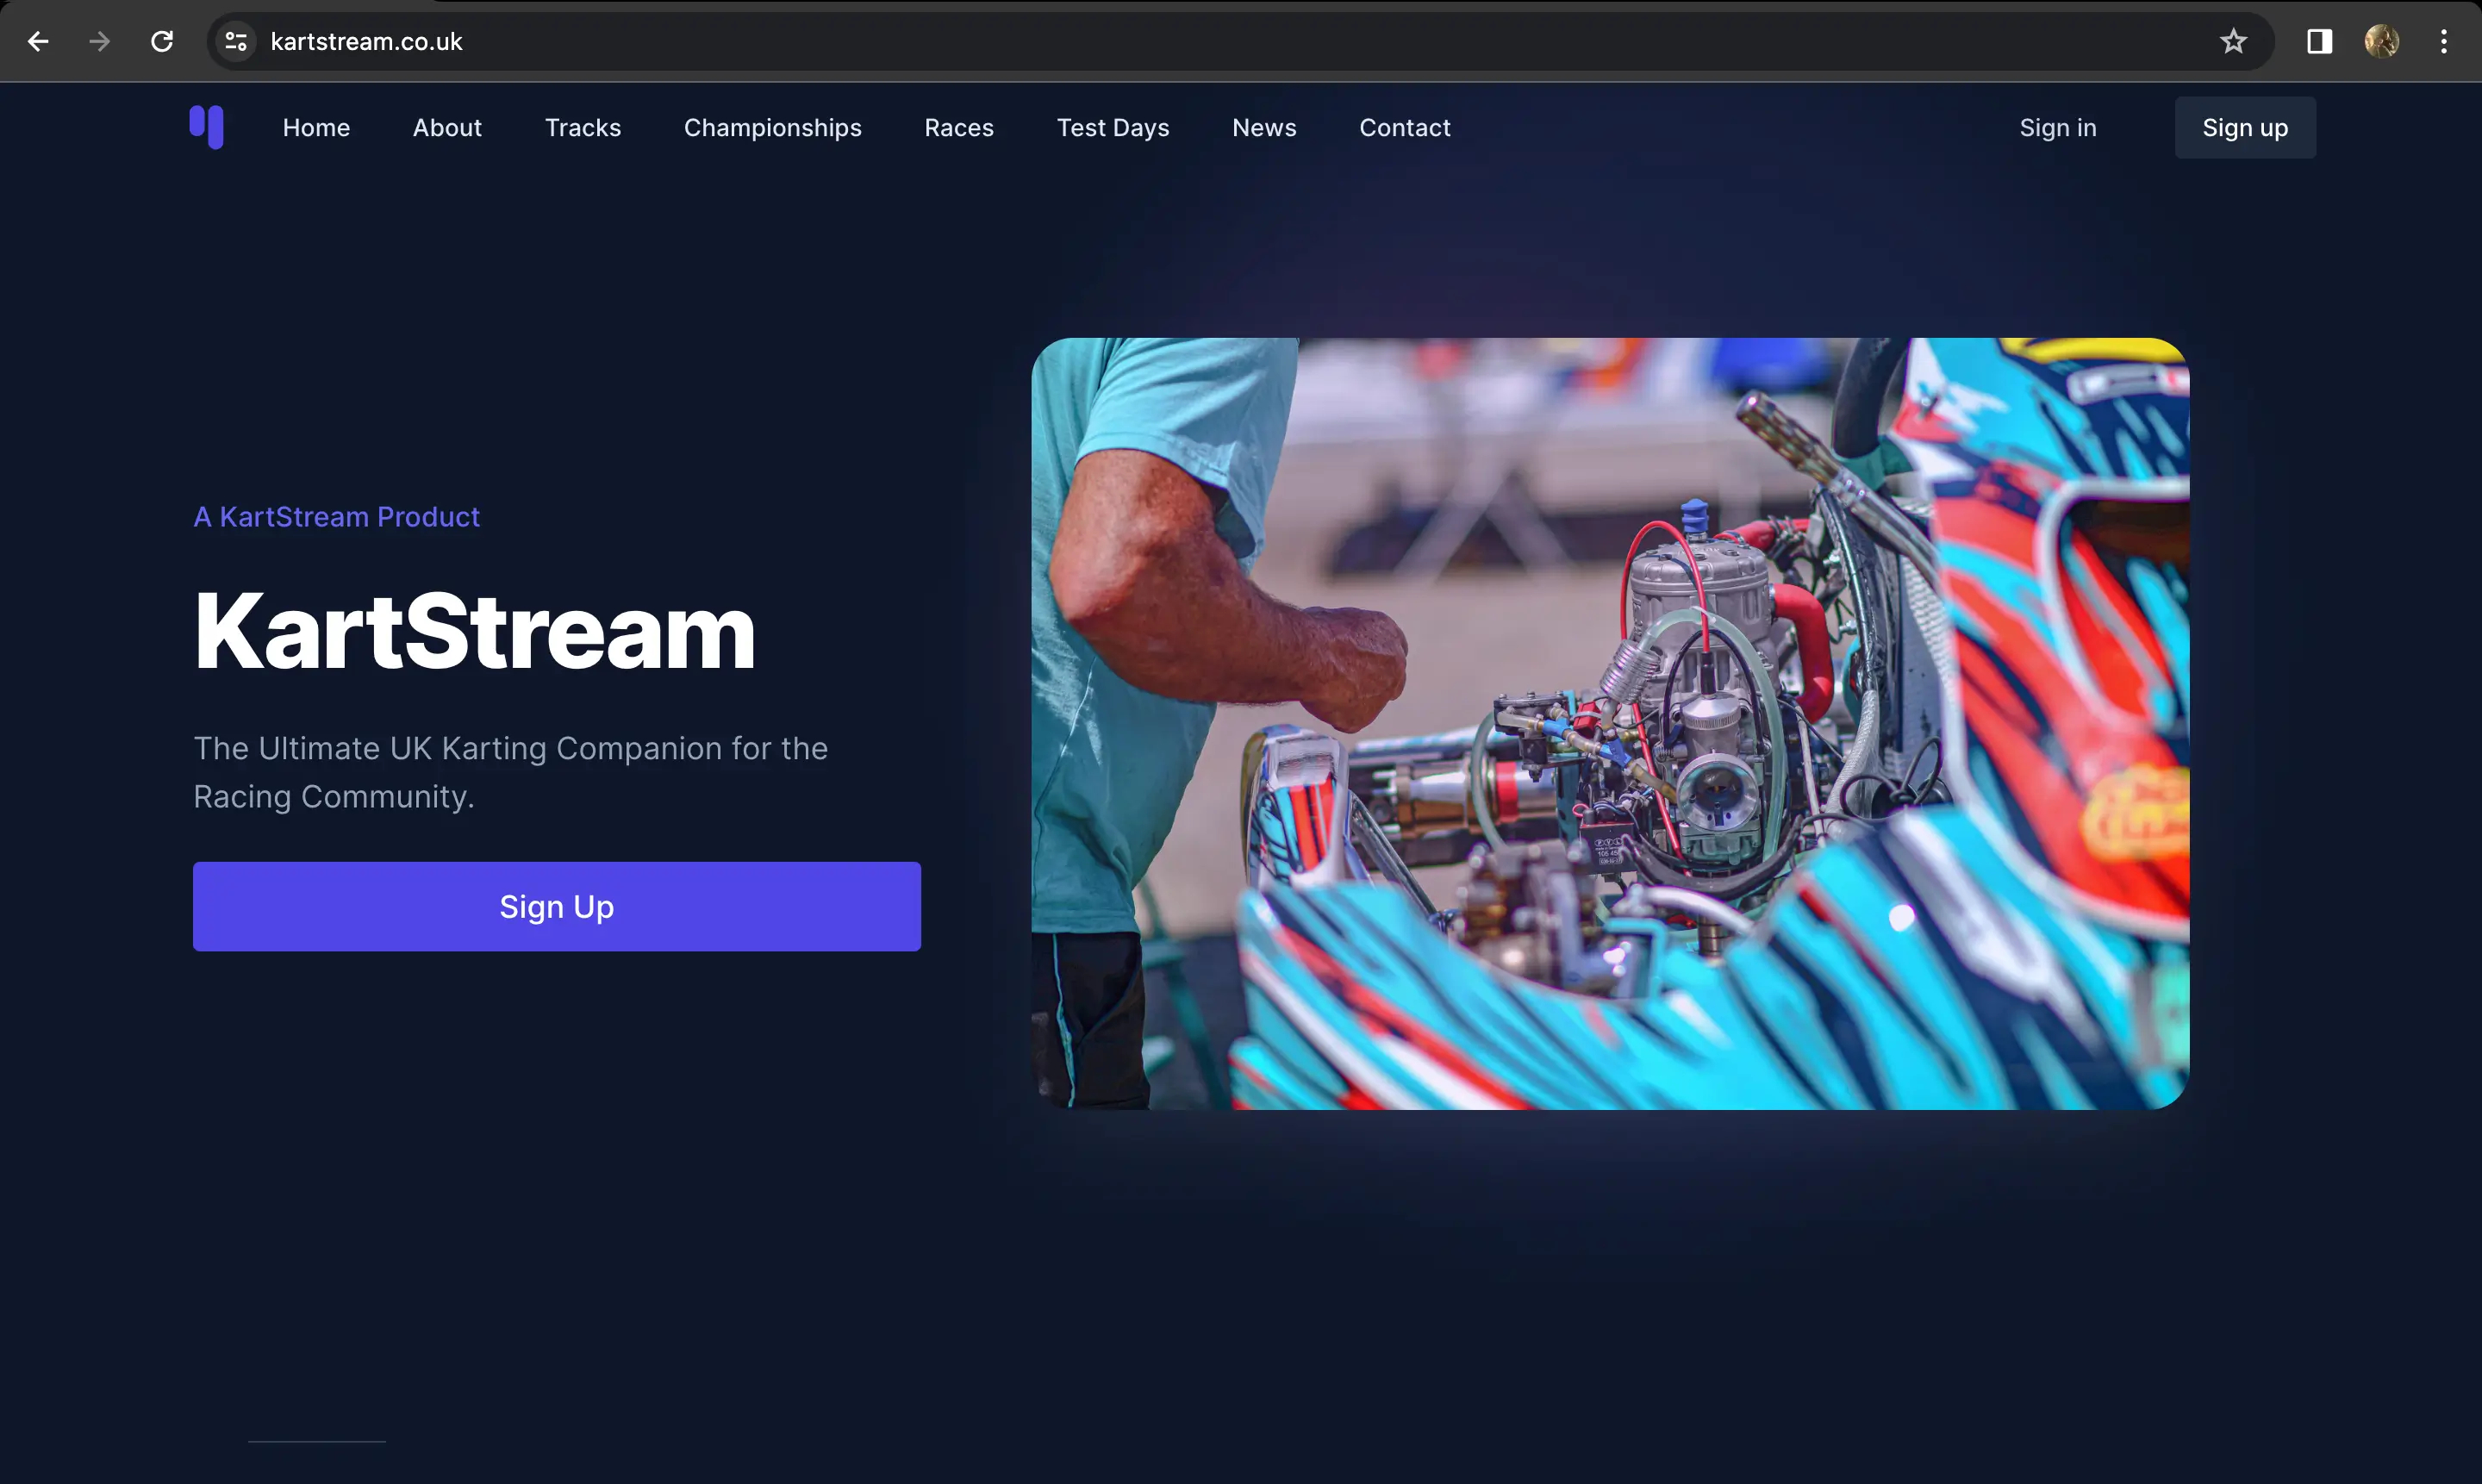 kartstream.co.uk
Home About Tracks Championships Races Test Days News Contact Sign in Sign up
A KartStream Product
KartStream
The Ultimate UK Karting Companion for the
Racing Community.
Sign Up